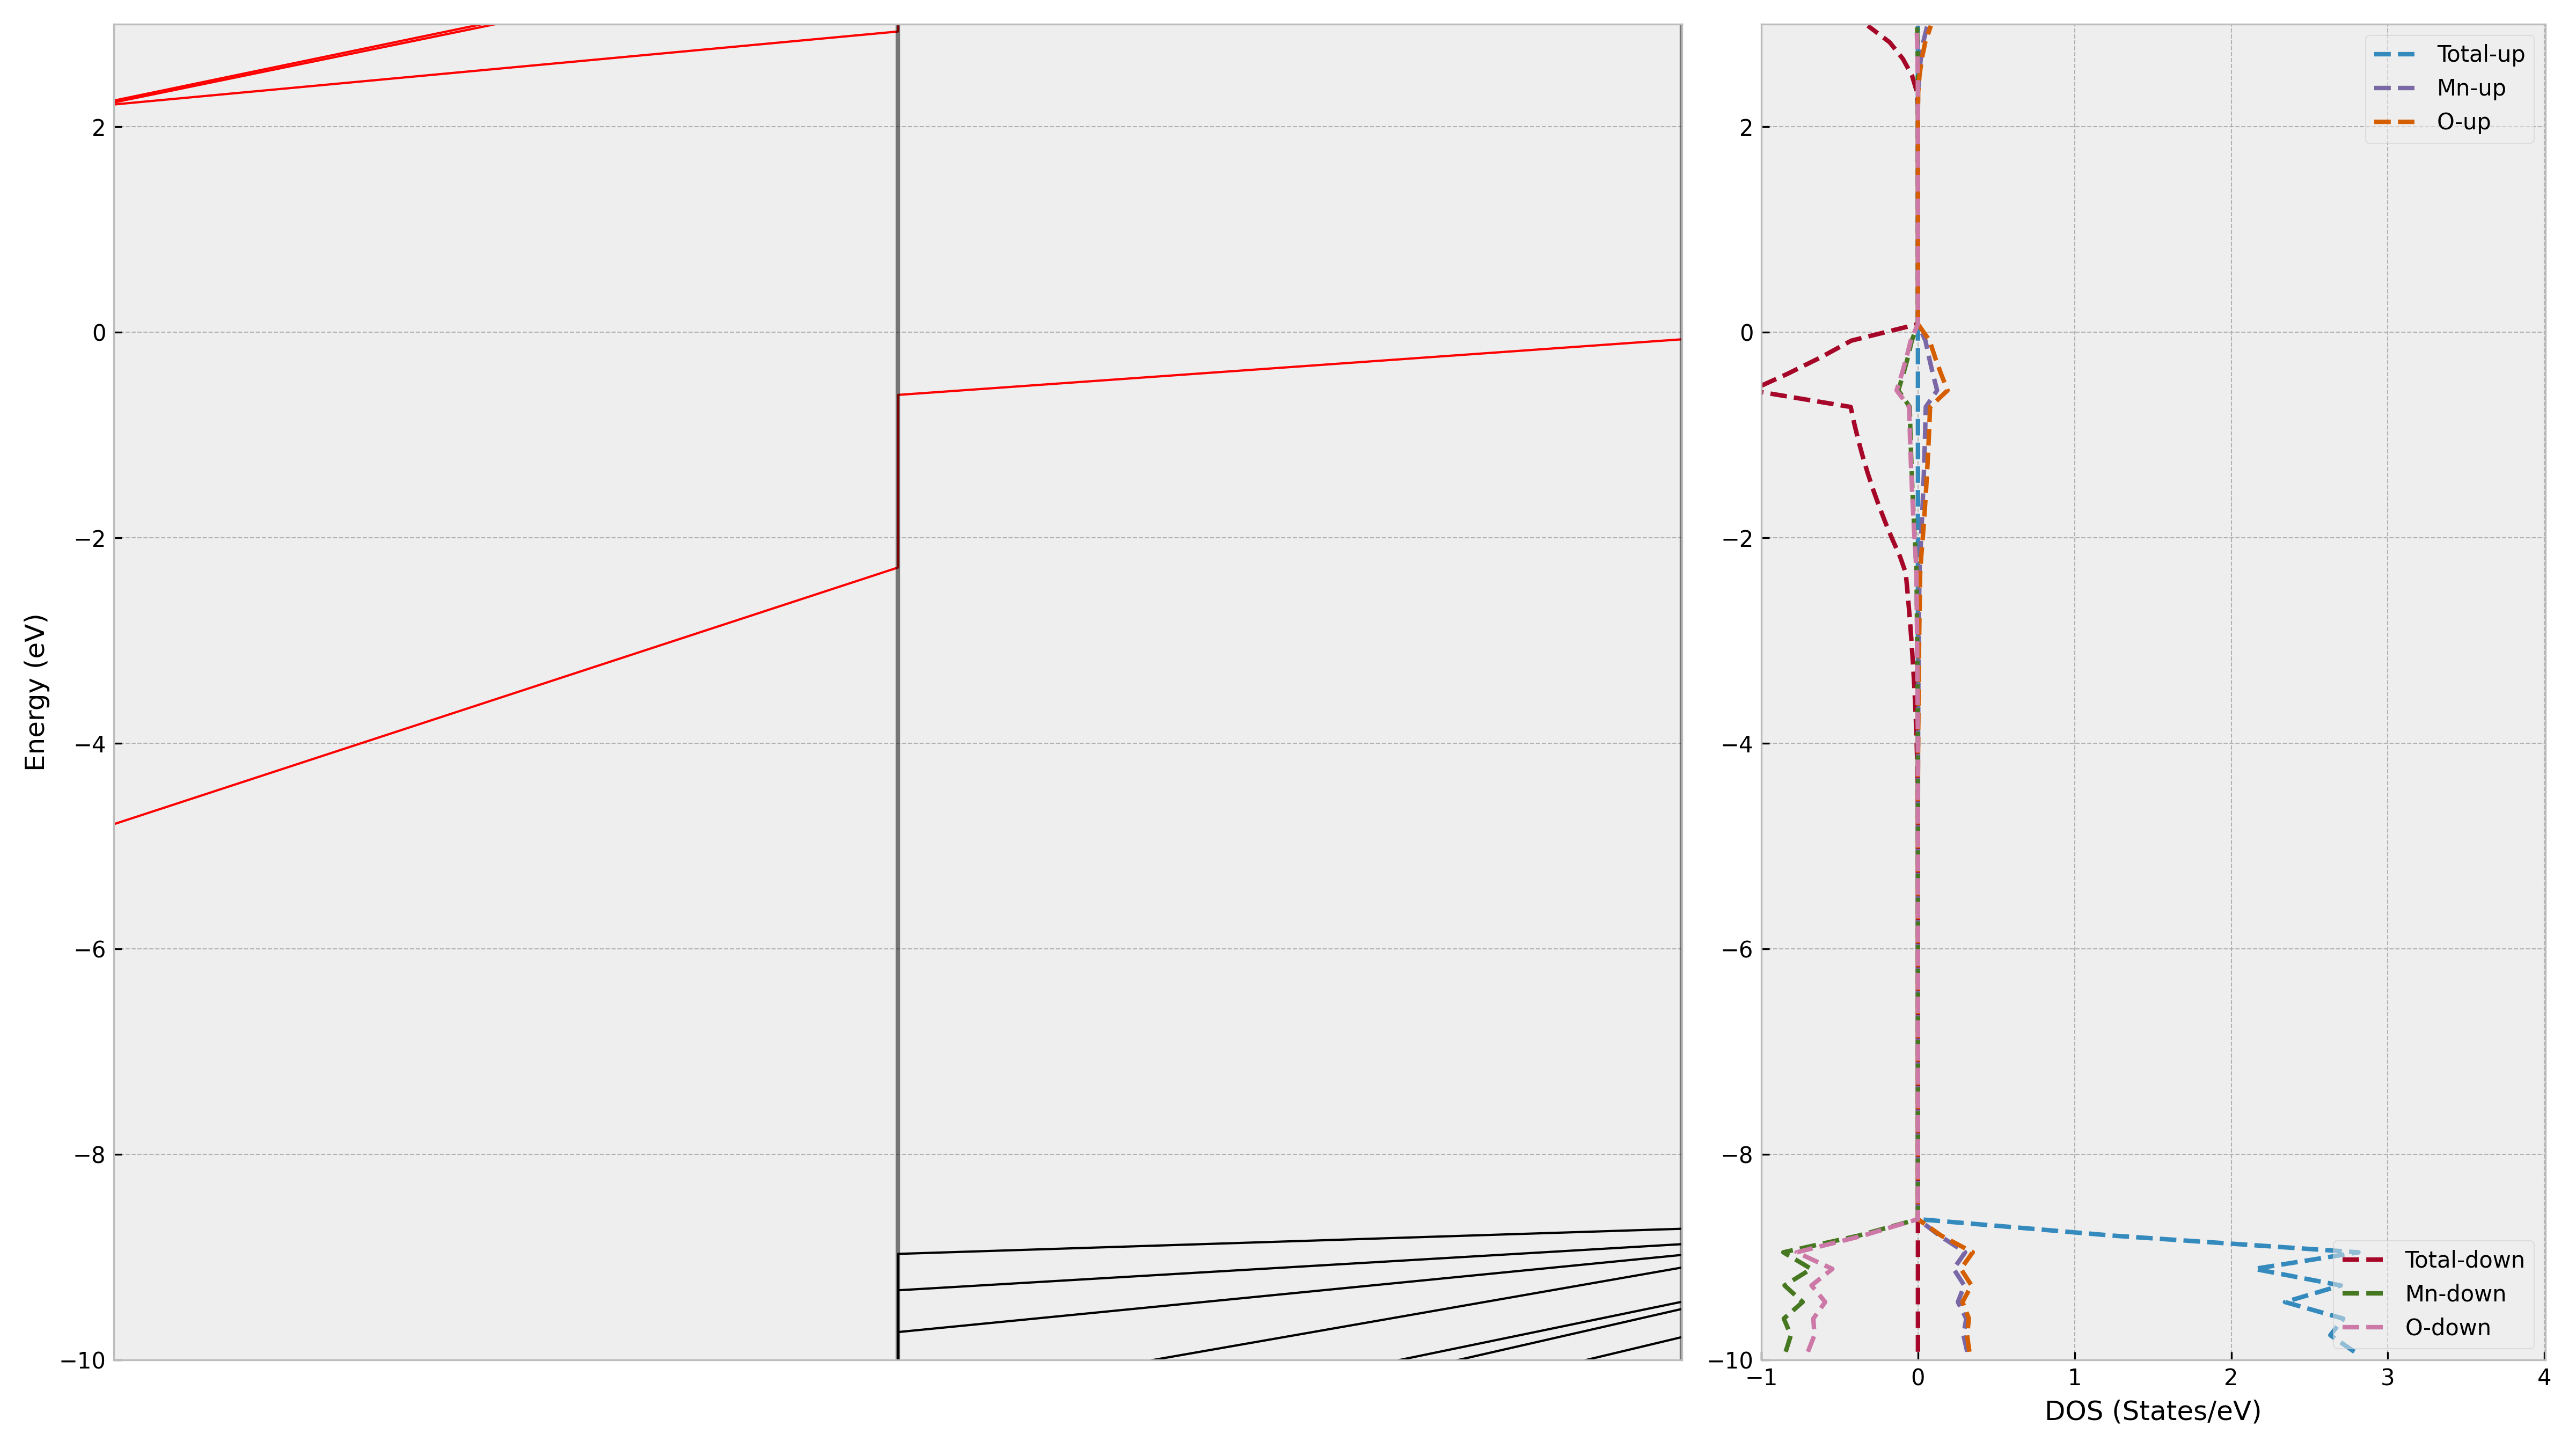 Energy (eV)
2
0
−2
−4
−6
−8
−10
2
0
−2
−4
−6
−8
−10
Total-up
Mn-up
O-up
Total-down
Mn-down
O-down
−1 0 1 2 3 4
DOS (States/eV)